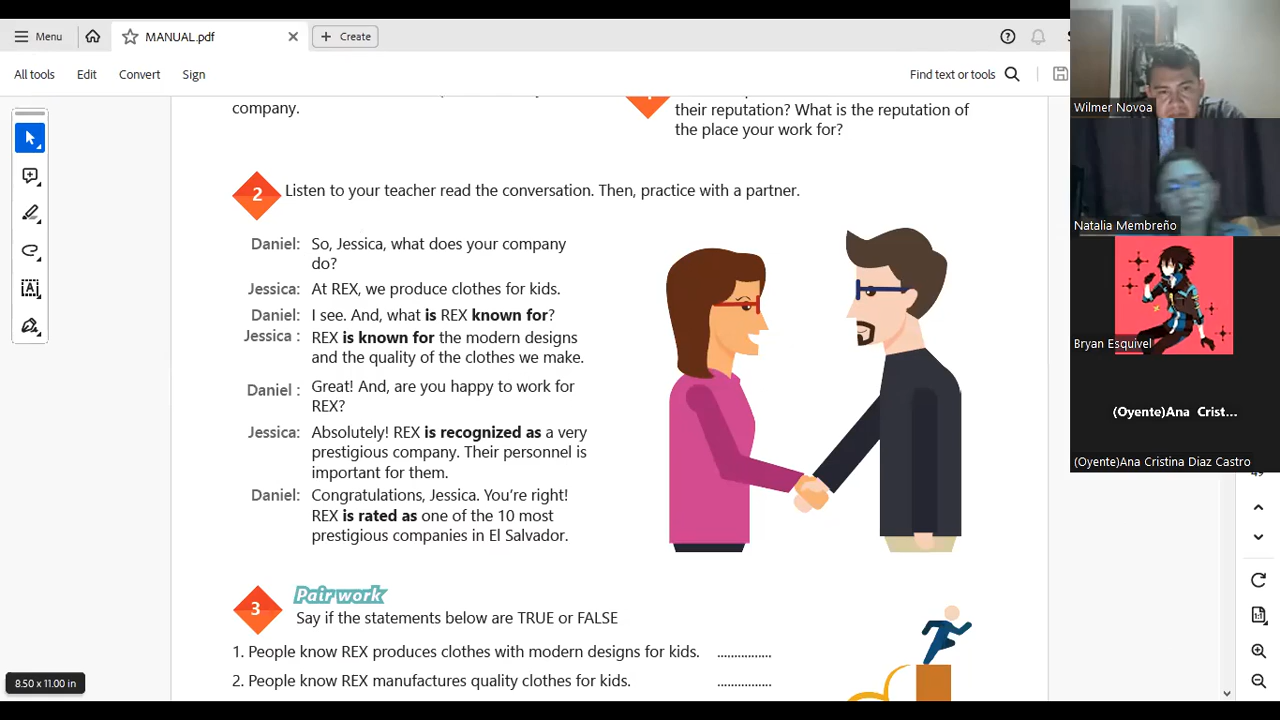 Menu
MANUAL.pdf
Create
All tools
Edit
Convert
Sign
Find text or tools
company.
their reputation? What is the reputation of
the place your work for?
2
Listen to your teacher read the conversation. Then, practice with a partner.
Daniel: So, Jessica, what does your company
do?
Jessica: At REX, we produce clothes for kids.
Daniel: I see. And, what is REX known for?
Jessica : REX is known for the modern designs
and the quality of the clothes we make.
Daniel : Great! And, are you happy to work for
REX?
Jessica: Absolutely! REX is recognized as a very
prestigious company. Their personnel is
important for them.
Daniel: Congratulations, Jessica. You're right!
REX is rated as one of the 10 most
prestigious companies in El Salvador.
3
Pair work
Say if the statements below are TRUE or FALSE
1. People know REX produces clothes with modern designs for kids. ................
2. People know REX manufactures quality clothes for kids. ................
8.50 x 11.00 in
Wilmer Novoa
Natalia Membreño
Bryan Esquivel
(Oyente)Ana Crist...
(Oyente)Ana Cristina Diaz Castro